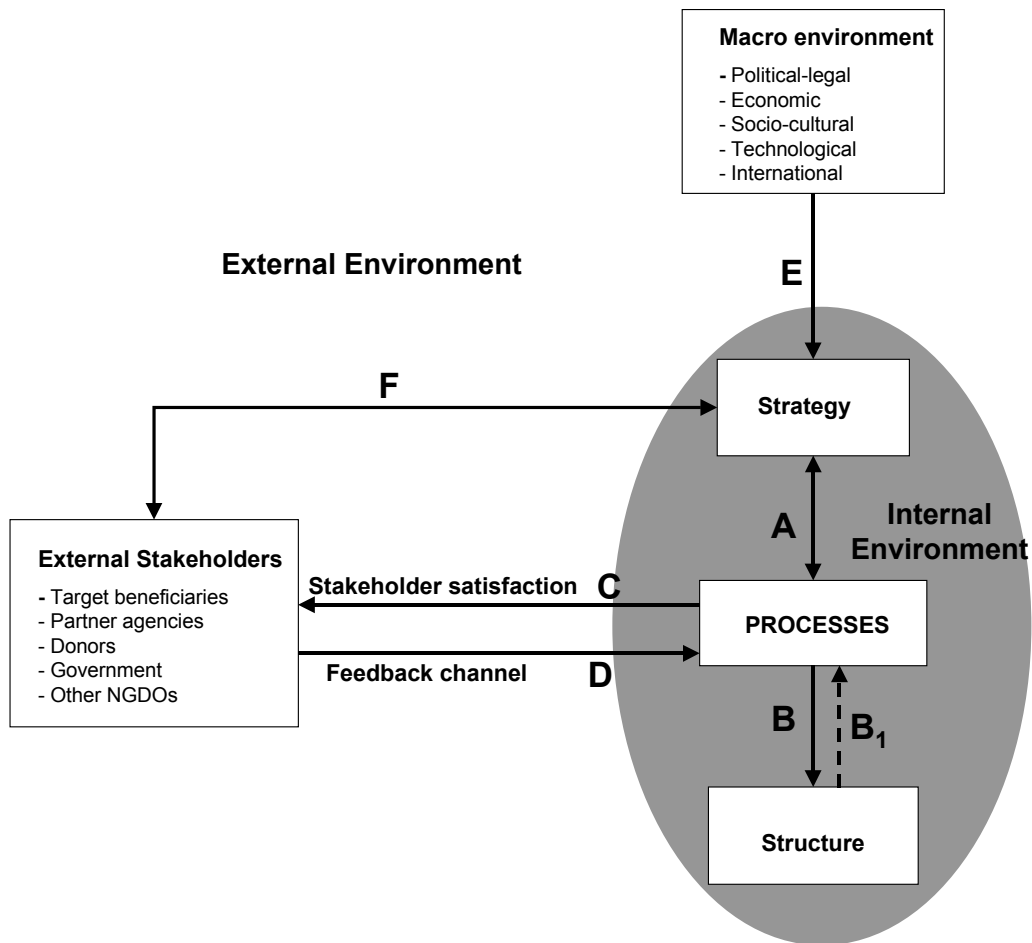 Macro environment
- Political-legal
- Economic
- Socio-cultural
- Technological
- International
External Environment
E
F
Strategy
A
Internal
Environment
External Stakeholders
- Target beneficiaries
- Partner agencies
- Donors
- Government
- Other NGDOs
Stakeholder satisfaction
C
PROCESSES
Feedback channel
D
B
B₁
Structure